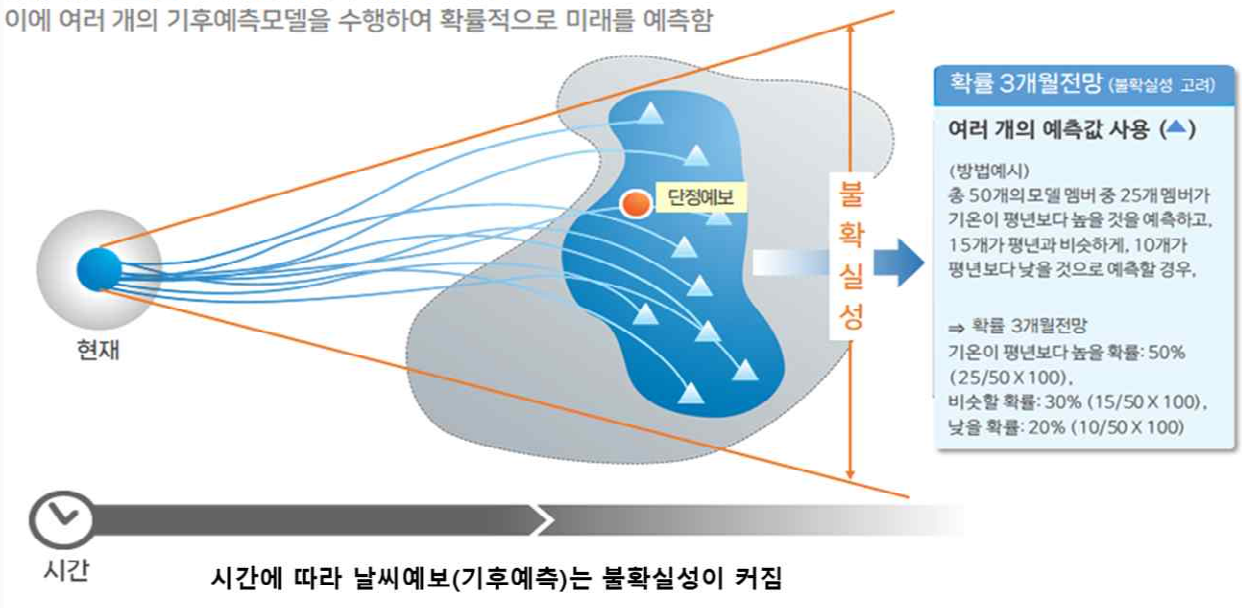 이에 여러 개의 기후예측모델을 수행하여 확률적으로 미래를 예측함
현재
단정예보
불확실성
확률 3개월전망 (불확실성 고려)
여러 개의 예측값 사용 (▲)
(방법예시)
총 50개의 모델 멤버 중 25개 멤버가
기온이 평년보다 높을 것을 예측하고,
15개가 평년과 비슷하게, 10개가
평년보다 낮을 것으로 예측할 경우,
⇒ 확률 3개월전망
기온이 평년보다 높을 확률: 50%
(25/50 X 100),
비슷할 확률: 30% (15/50 X 100),
낮을 확률: 20% (10/50 X 100)
시간
시간에 따라 날씨예보(기후예측)는 불확실성이 커짐